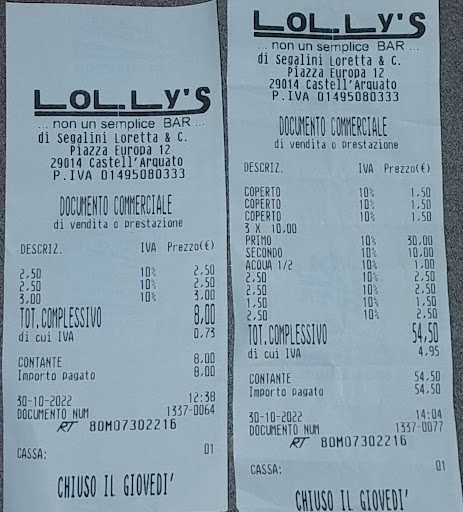 LOLLY'S
... non un semplice BAR ...
di Segalini Loretta & C.
Piazza Europa 12
29014 Castell'Arquato
P.IVA 01495080333
DOCUMENTO COMMERCIALE
di vendita o prestazione
DESCRIZ. IVA Prezzo(€)
2,50 10% 2,50
2,50 10% 2,50
3,00 10% 3,00
TOT.COMPLESSIVO 8,00
di cui IVA 0,73
CONTANTE 8,00
Importo pagato 8,00
30-10-2022 12:38
DOCUMENTO NUM 1337-0064
RT 80M07302216
CASSA: 01
CHIUSO IL GIOVEDI'
LOLLY'S
... non un semplice BAR ...
di Segalini Loretta & C.
Piazza Europa 12
29014 Castell'Arquato
P.IVA 01495080333
DOCUMENTO COMMERCIALE
di vendita o prestazione
DESCRIZ. IVA Prezzo(€)
COPERTO 10% 1,50
COPERTO 10% 1,50
COPERTO 10% 1,50
3 X 10,00
PRIMO 10% 30,00
SECONDO 10% 10,00
ACQUA 1/2 10% 1,00
2,50 10% 2,50
2,50 10% 2,50
1,50 10% 1,50
2,50 10% 2,50
TOT.COMPLESSIVO 54,50
di cui IVA 4,95
CONTANTE 54,50
Importo pagato 54,50
30-10-2022 14:04
DOCUMENTO NUM 1337-0077
RT 80M07302216
CASSA: 01
CHIUSO IL GIOVEDI'